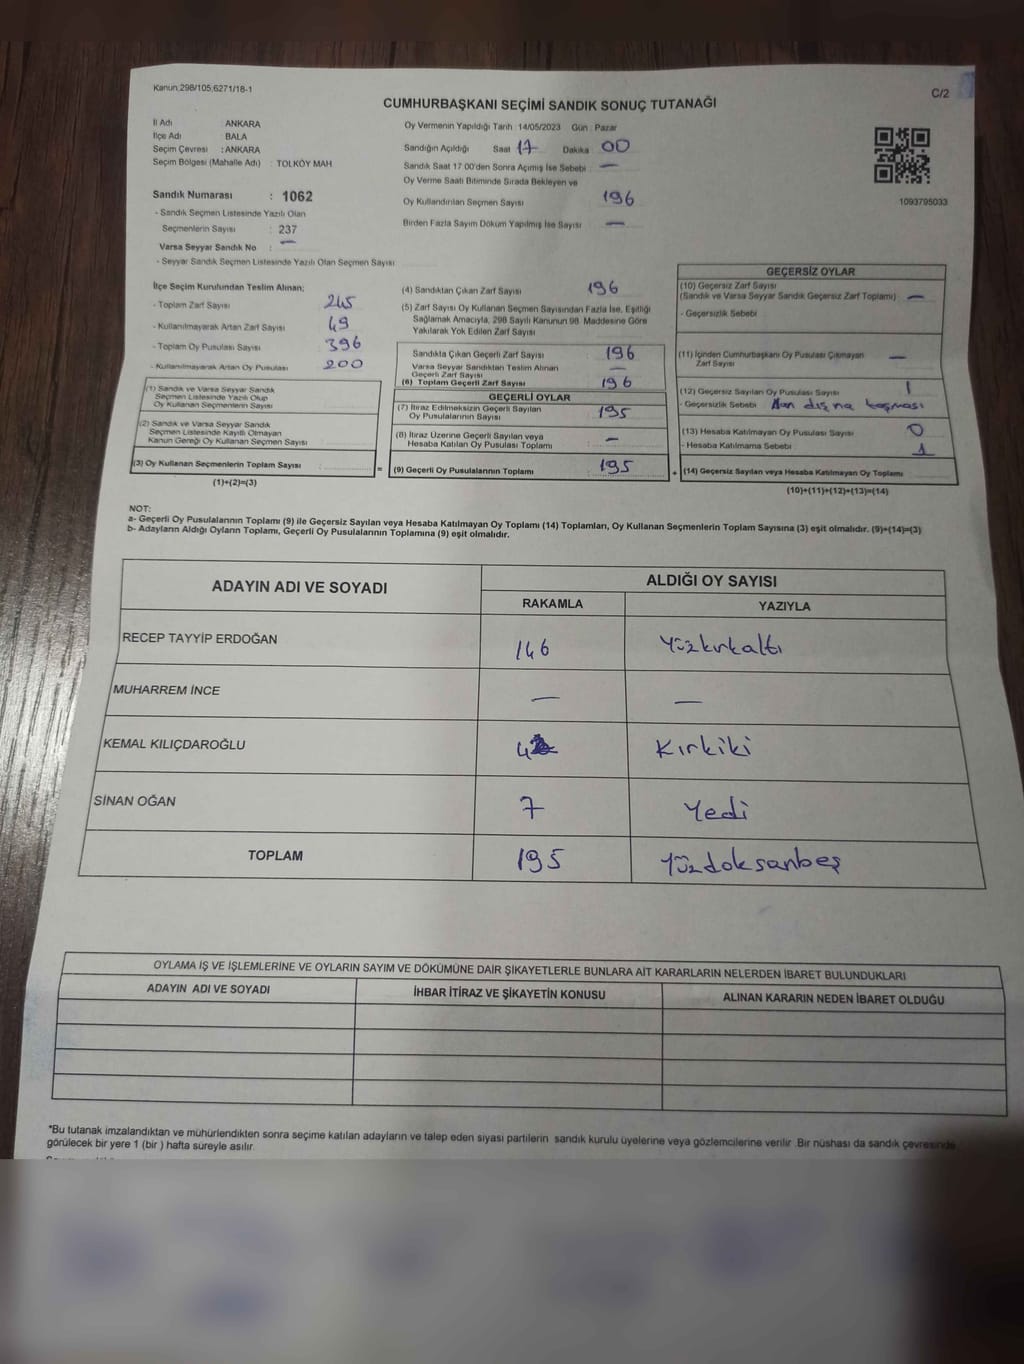 Kanun;298/105;6271/18-1
C/2
CUMHURBAŞKANI SEÇİMİ SANDIK SONUÇ TUTANAĞI
İl Adı ANKARA
İlçe Adı BALA
Seçim Çevresi : ANKARA
Seçim Bölgesi (Mahalle Adı) : TOLKÖY MAH
Sandık Numarası : 1062
- Sandık Seçmen Listesinde Yazılı Olan
Seçmenlerin Sayısı : 237
Varsa Seyyar Sandık No : —
- Seyyar Sandık Seçmen Listesinde Yazılı Olan Seçmen Sayısı
Oy Vermenin Yapıldığı Tarih 14/05/2023 Gün Pazar
Sandığın Açıldığı Saat 17 Dakika 00
Sandık Saat 17 00'den Sonra Açımış İse Sebebi —
Oy Verme Saati Bitiminde Sırada Bekleyen ve
Oy Kullandırılan Seçmen Sayısı 196
Birden Fazla Sayım Döküm Yapılmış İse Sayısı —
1093795033
İlçe Seçim Kurulundan Teslim Alınan;
- Toplam Zarf Sayısı 245
- Kullanılmayarak Artan Zarf Sayısı 49
- Toplam Oy Pusulası Sayısı 396
- Kullanılmayarak Artan Oy Pusulası 200
(1) Sandık ve Varsa Seyyar Sandık
Seçmen Listesinde Yazılı Olup
Oy Kullanan Seçmenlerin Sayısı
(2) Sandık ve Varsa Seyyar Sandık
Seçmen Listesinde Kayıtlı Olmayan
Kanun Gereği Oy Kullanan Seçmen Sayısı
(3) Oy Kullanan Seçmenlerin Toplam Sayısı :
(1)+(2)=(3)
(4) Sandıktan Çıkan Zarf Sayısı 196
(5) Zarf Sayısı Oy Kullanan Seçmen Sayısından Fazla İse, Eşitliği
Sağlamak Amacıyla, 298 Sayılı Kanunun 98. Maddesine Göre
Yakılarak Yok Edilen Zarf Sayısı
Sandıkta Çıkan Geçerli Zarf Sayısı 196
Varsa Seyyar Sandıktan Teslim Alınan
Geçerli Zarf Sayısı —
(6) Toplam Geçerli Zarf Sayısı 196
GEÇERLİ OYLAR
(7) İtiraz Edilmeksizin Geçerli Sayılan
Oy Pusulalarının Sayısı 195
(8) İtiraz Üzerine Geçerli Sayılan veya
Hesaba Katılan Oy Pusulası Toplamı —
= (9) Geçerli Oy Pusulalarının Toplamı 195
GEÇERSİZ OYLAR
(10) Geçersiz Zarf Sayısı
(Sandık ve Varsa Seyyar Sandık Geçersiz Zarf Toplamı) —
- Geçersizlik Sebebi
(11) İçinden Cumhurbaşkanı Oy Pusulası Çıkmayan
Zarf Sayısı —
(12) Geçersiz Sayılan Oy Pusulası Sayısı 1
- Geçersizlik Sebebi Alan dışına taşması
(13) Hesaba Katılmayan Oy Pusulası Sayısı 0
- Hesaba Katılmama Sebebi 1
+ (14) Geçersiz Sayılan veya Hesaba Katılmayan Oy Toplamı
(10)+(11)+(12)+(13)=(14)
NOT:
a- Geçerli Oy Pusulalarının Toplamı (9) ile Geçersiz Sayılan veya Hesaba Katılmayan Oy Toplamı (14) Toplamları, Oy Kullanan Seçmenlerin Toplam Sayısına (3) eşit olmalıdır. (9)+(14)=(3)
b- Adayların Aldığı Oyların Toplamı, Geçerli Oy Pusulalarının Toplamına (9) eşit olmalıdır.
ADAYIN ADI VE SOYADI ALDIĞI OY SAYISI
RAKAMLA YAZIYLA
RECEP TAYYİP ERDOĞAN 146 Yüzkırkaltı
MUHARREM İNCE — —
KEMAL KILIÇDAROĞLU 42 Kırkiki
SİNAN OĞAN 7 Yedi
TOPLAM 195 Yüzdoksanbeş
OYLAMA İŞ VE İŞLEMLERİNE VE OYLARIN SAYIM VE DÖKÜMÜNE DAİR ŞİKAYETLERLE BUNLARA AİT KARARLARIN NELERDEN İBARET BULUNDUKLARI
ADAYIN ADI VE SOYADI İHBAR İTİRAZ VE ŞİKAYETİN KONUSU ALINAN KARARIN NEDEN İBARET OLDUĞU
*Bu tutanak imzalandıktan ve mühürlendikten sonra seçime katılan adayların ve talep eden siyasi partilerin sandık kurulu üyelerine veya gözlemcilerine verilir .Bir nüshası da sandık çevresinde
görülecek bir yere 1 (bir ) hafta süreyle asılır.